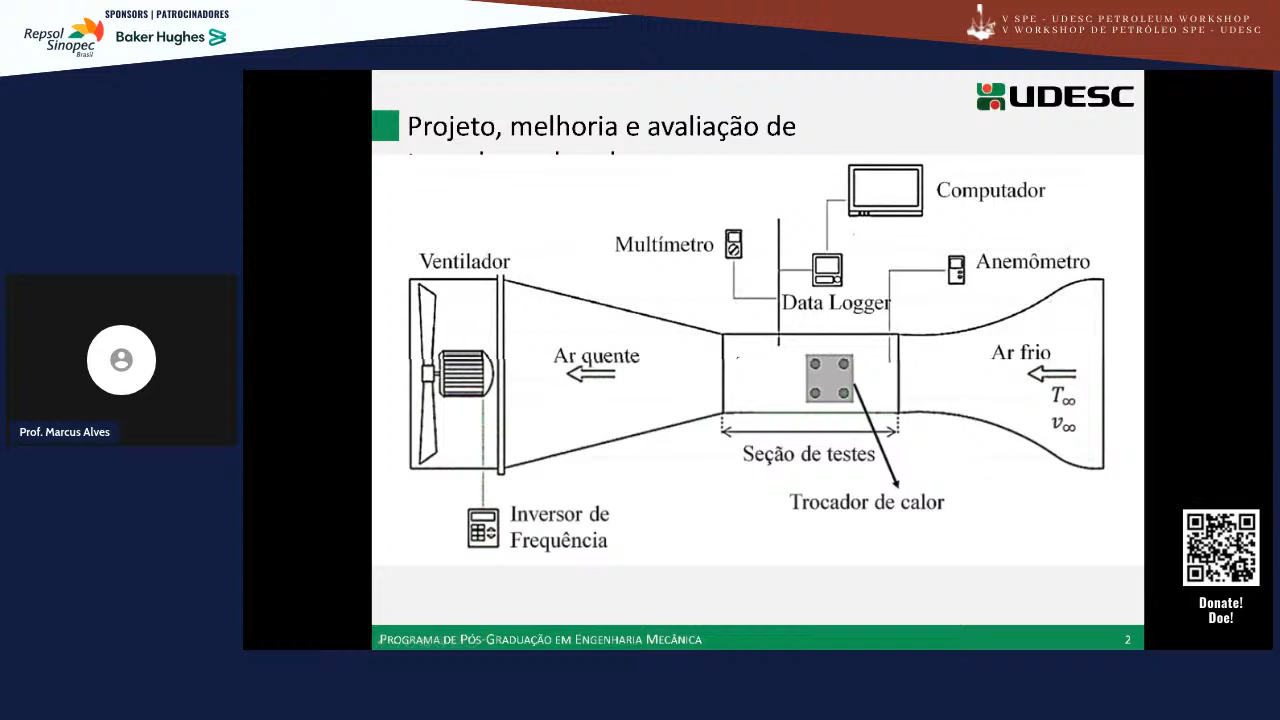 SPONSORS | PATROCINADORES
Repsol
Sinopec
Brasil
Baker Hughes
V SPE - UDESC PETROLEUM WORKSHOP
V WORKSHOP DE PETRÓLEO SPE - UDESC
UDESC
Projeto, melhoria e avaliação de
Computador
Multímetro
Ventilador
Anemômetro
Data Logger
Ar quente
Ar frio
T∞
v∞
Seção de testes
Trocador de calor
Inversor de
Frequência
Prof. Marcus Alves
Donate!
Doe!
PROGRAMA DE PÓS-GRADUAÇÃO EM ENGENHARIA MECÂNICA
2